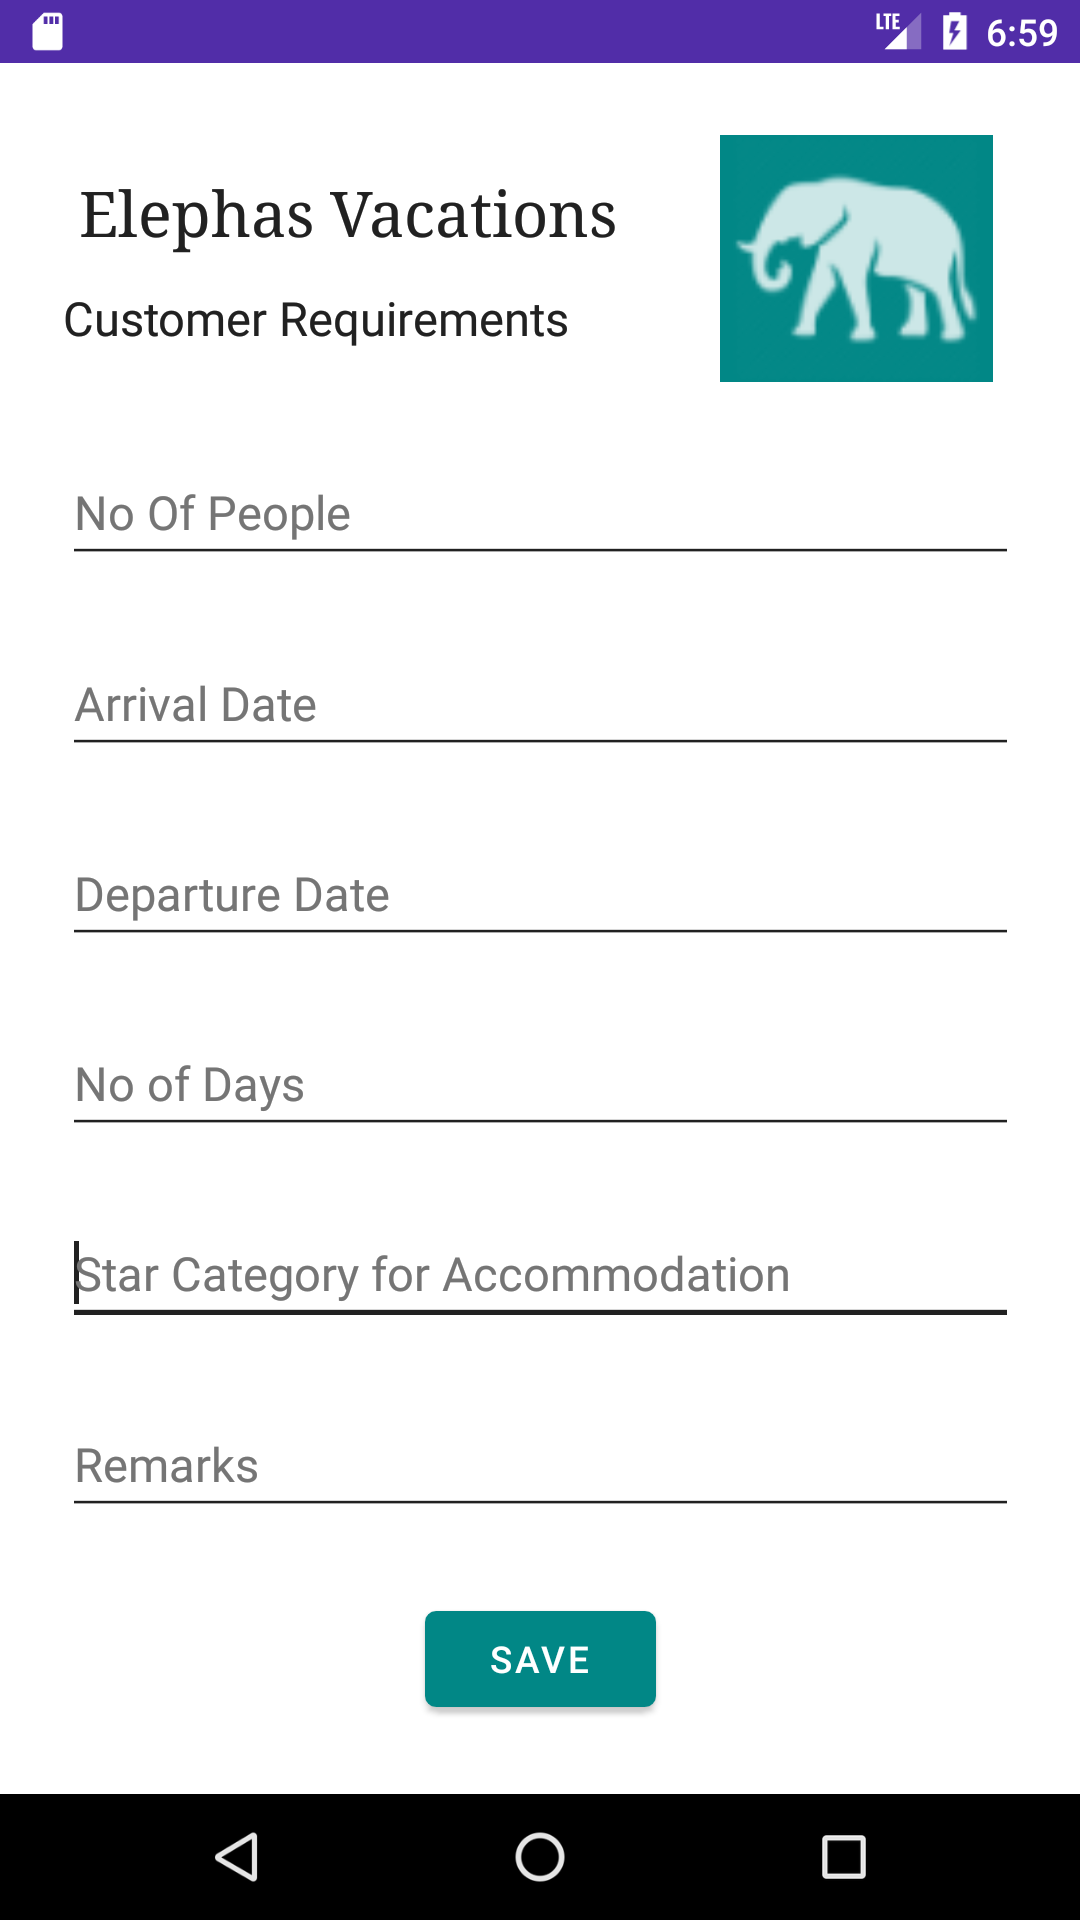 LTE 6:59
Elephas Vacations
Customer Requirements
No Of People
Arrival Date
Departure Date
No of Days
Star Category for Accommodation
Remarks
SAVE